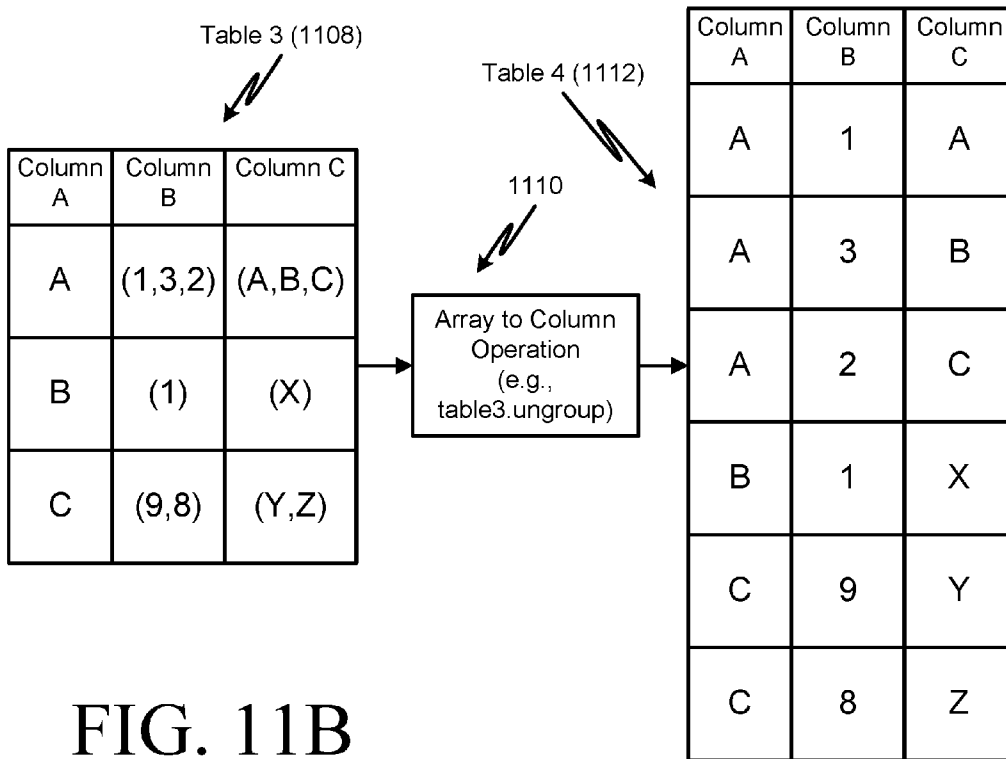 Table 3 (1108)
Column A
Column B
Column C
A
(1,3,2)
(A,B,C)
B
(1)
(X)
C
(9,8)
(Y,Z)
1110
Array to Column
Operation
(e.g.,
table3.ungroup)
Table 4 (1112)
Column A
Column B
Column C
A
1
A
A
3
B
A
2
C
B
1
X
C
9
Y
C
8
Z
FIG. 11B